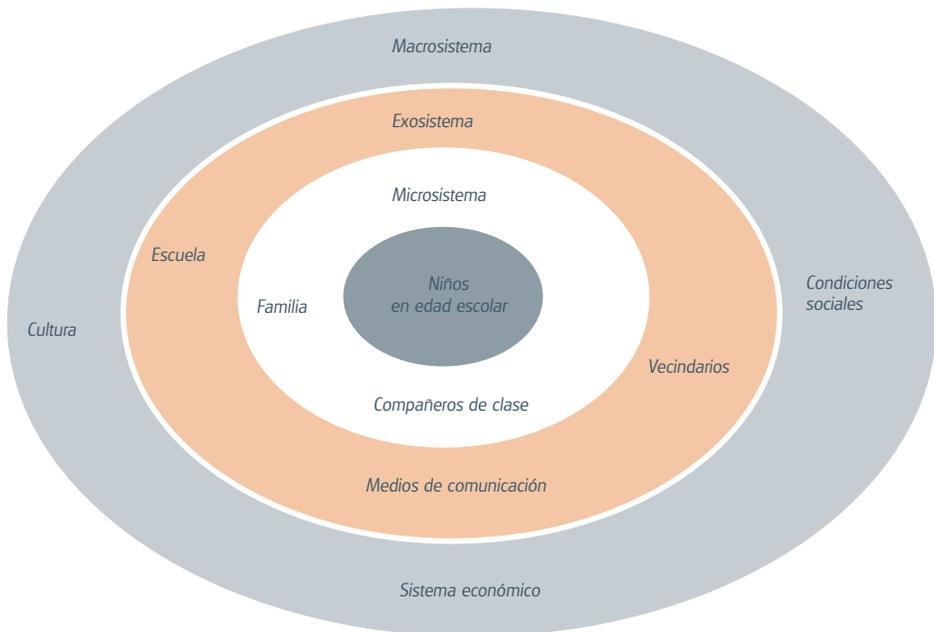 Macrosistema
Exosistema
Microsistema
Escuela
Niños
en edad escolar
Familia
Condiciones
sociales
Cultura
Vecindarios
Compañeros de clase
Medios de comunicación
Sistema económico